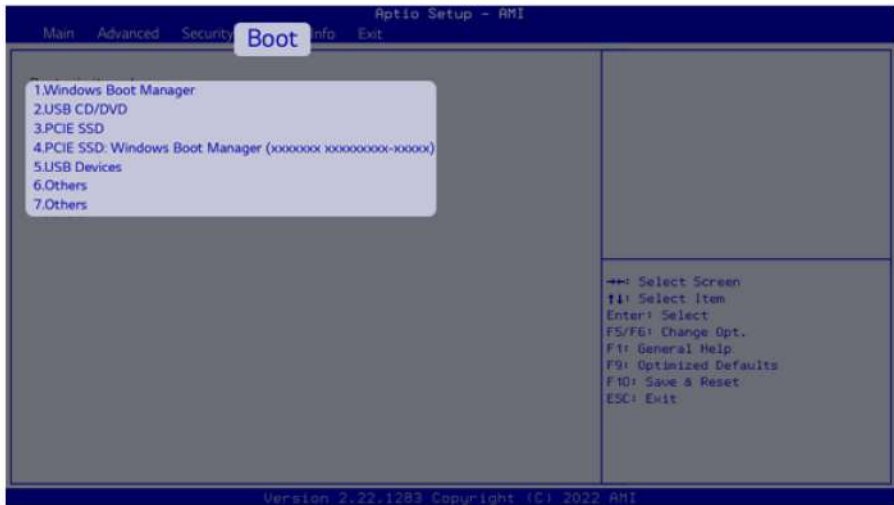 Aptio Setup - AMI
Main Advanced Security Boot Info Exit
1.Windows Boot Manager
2.USB CD/DVD
3.PCIE SSD
4.PCIE SSD: Windows Boot Manager (xxxxxxx xxxxxxxxx-xxxxx)
5.USB Devices
6.Others
7.Others
→←: Select Screen
↑↓: Select Item
Enter: Select
F5/F6: Change Opt.
F1: General Help
F9: Optimized Defaults
F10: Save & Reset
ESC: Exit
Version 2.22.1283 Copyright (C) 2022 AMI